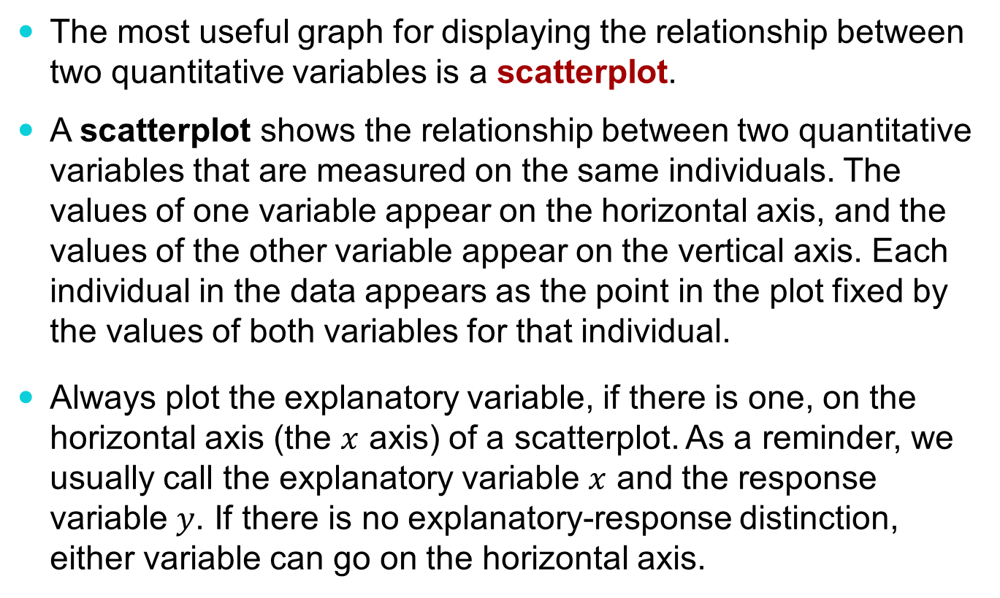 • The most useful graph for displaying the relationship between
two quantitative variables is a scatterplot.
• A scatterplot shows the relationship between two quantitative
variables that are measured on the same individuals. The
values of one variable appear on the horizontal axis, and the
values of the other variable appear on the vertical axis. Each
individual in the data appears as the point in the plot fixed by
the values of both variables for that individual.
• Always plot the explanatory variable, if there is one, on the
horizontal axis (the x axis) of a scatterplot. As a reminder, we
usually call the explanatory variable x and the response
variable y. If there is no explanatory-response distinction,
either variable can go on the horizontal axis.